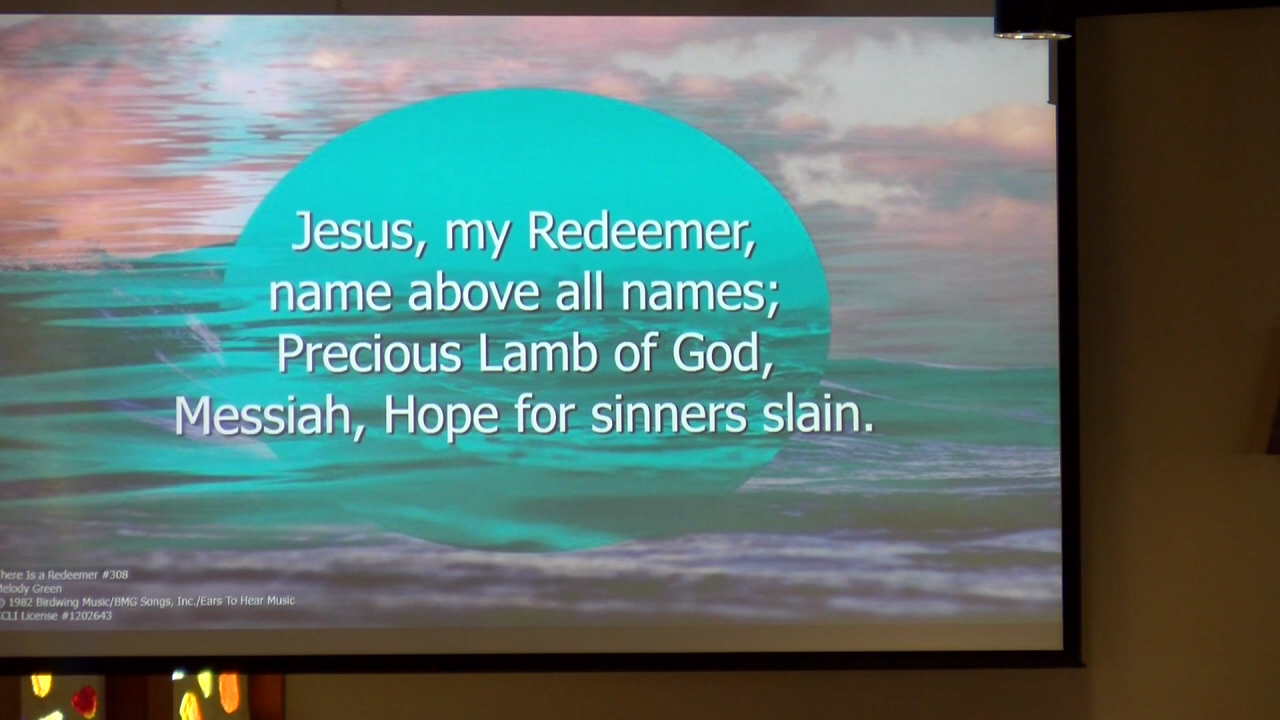 Jesus, my Redeemer,
name above all names;
Precious Lamb of God,
Messiah, Hope for sinners slain.
here Is a Redeemer #308
elody Green
© 1982 Birdwing Music/BMG Songs, Inc./Ears To Hear Music
CLI License #1202643